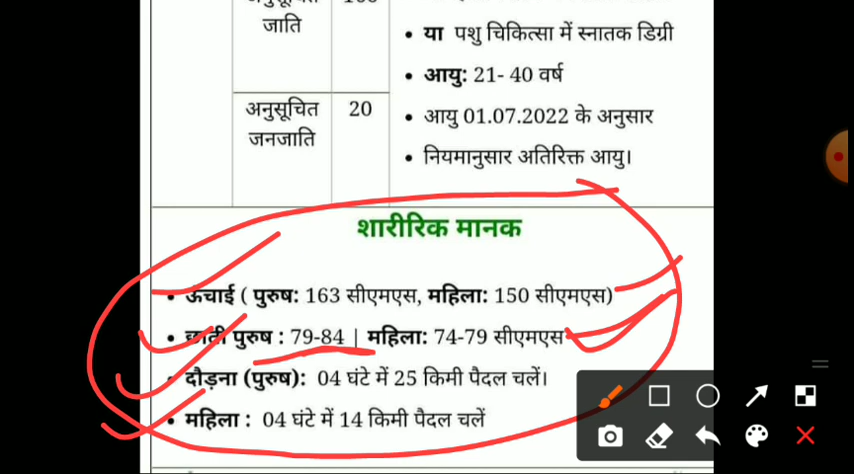 जाति
• या पशु चिकित्सा में स्नातक डिग्री
• आयु: 21- 40 वर्ष
अनुसूचित 20
जनजाति
• आयु 01.07.2022 के अनुसार
• नियमानुसार अतिरिक्त आयु।
शारीरिक मानक
• ऊंचाई ( पुरुष: 163 सीएमएस, महिला: 150 सीएमएस)
• छाती पुरुष : 79-84 | महिला: 74-79 सीएमएस
• दौड़ना (पुरुष): 04 घंटे में 25 किमी पैदल चलें।
• महिला : 04 घंटे में 14 किमी पैदल चलें